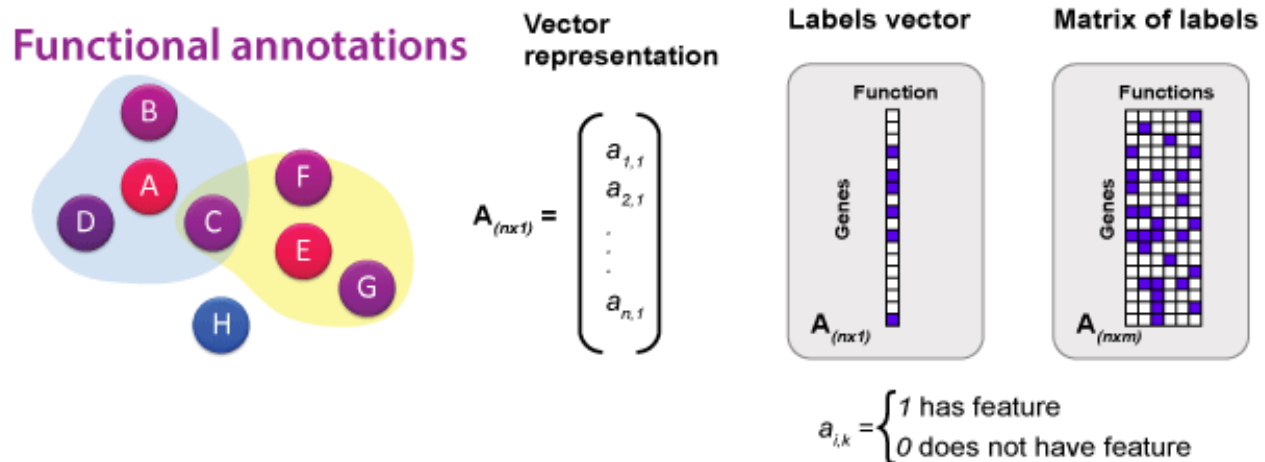 Functional annotations
B
A
D
C
F
E
G
H
Vector
representation
A(nx1) =
a1,1
a2,1
.
.
.
an,1
Labels vector
Function
Genes
A(nx1)
Matrix of labels
Functions
Genes
A(nxm)
ai,k = { 1 has feature
0 does not have feature